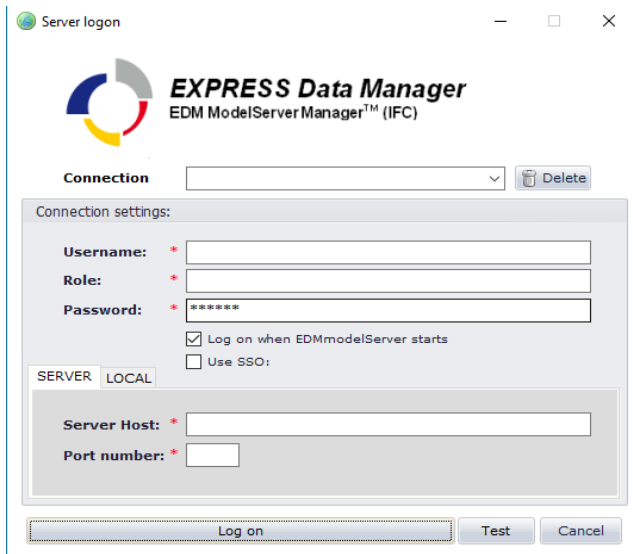 Server logon
EXPRESS Data Manager
EDM ModelServerManager™ (IFC)
Connection Delete
Connection settings:
Username: *
Role: *
Password: * ******
Log on when EDMmodelServer starts
Use SSO:
SERVER LOCAL
Server Host: *
Port number: *
Log on Test Cancel